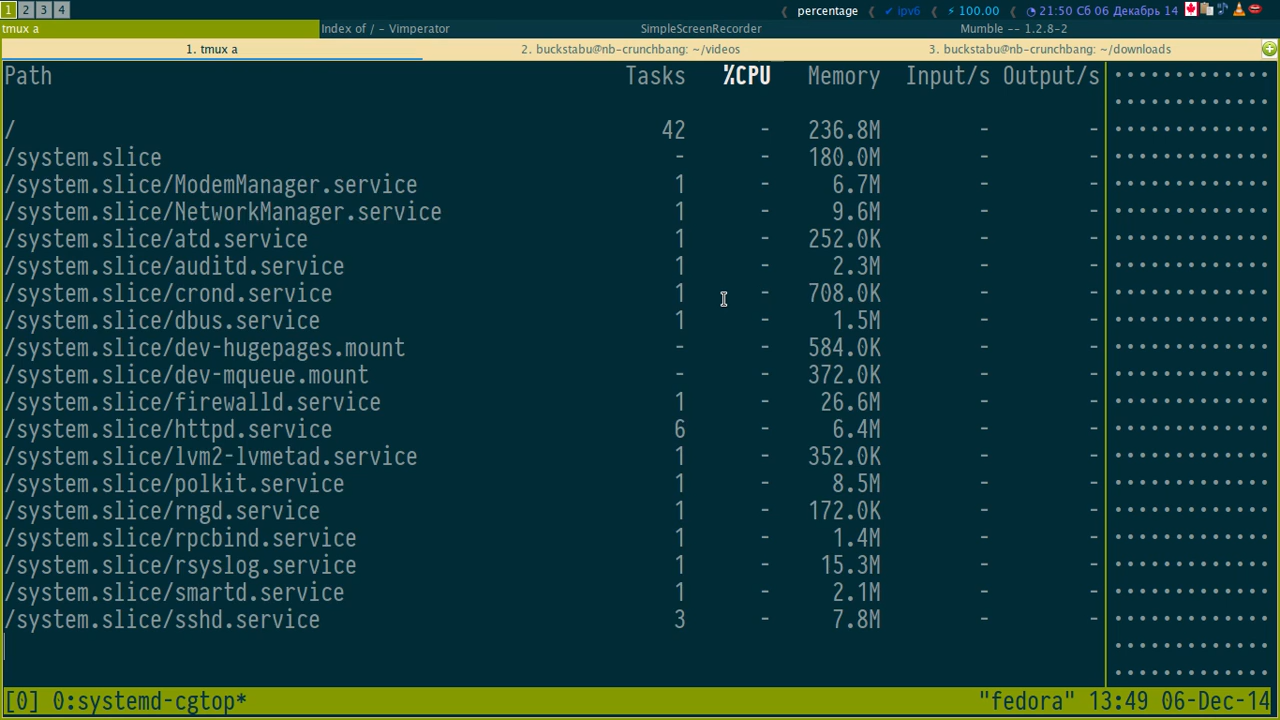 1 2 3 4 percentage ipv6 100.00 21:50 Сб 06 Декабрь 14
tmux a Index of / - Vimperator SimpleScreenRecorder Mumble -- 1.2.8-2
1. tmux a 2. buckstabu@nb-crunchbang: ~/videos 3. buckstabu@nb-crunchbang: ~/downloads
Path Tasks %CPU Memory Input/s Output/s
/ 42 - 236.8M - -
/system.slice - - 180.0M - -
/system.slice/ModemManager.service 1 - 6.7M - -
/system.slice/NetworkManager.service 1 - 9.6M - -
/system.slice/atd.service 1 - 252.0K - -
/system.slice/auditd.service 1 - 2.3M - -
/system.slice/crond.service 1 - 708.0K - -
/system.slice/dbus.service 1 - 1.5M - -
/system.slice/dev-hugepages.mount - - 584.0K - -
/system.slice/dev-mqueue.mount - - 372.0K - -
/system.slice/firewalld.service 1 - 26.6M - -
/system.slice/httpd.service 6 - 6.4M - -
/system.slice/lvm2-lvmetad.service 1 - 352.0K - -
/system.slice/polkit.service 1 - 8.5M - -
/system.slice/rngd.service 1 - 172.0K - -
/system.slice/rpcbind.service 1 - 1.4M - -
/system.slice/rsyslog.service 1 - 15.3M - -
/system.slice/smartd.service 1 - 2.1M - -
/system.slice/sshd.service 3 - 7.8M - -
[0] 0:systemd-cgtop* "fedora" 13:49 06-Dec-14